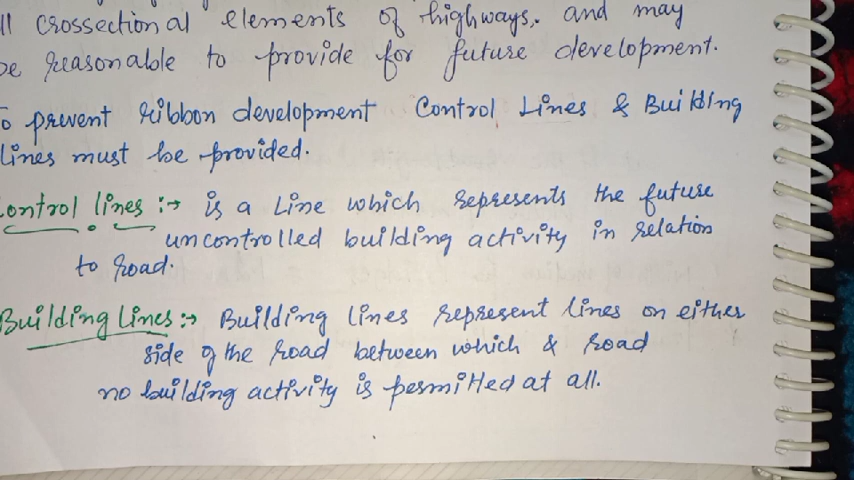 ll crossectional elements of highways. and may
be reasonable to provide for future development.
To prevent ribbon development Control Lines & Building
lines must be provided.
Control lines :→ is a Line which represents the future
uncontrolled building activity in relation
to road.
Building Lines :→ Building lines represent lines on either
side of the road between which & road
no building activity is permitted at all.